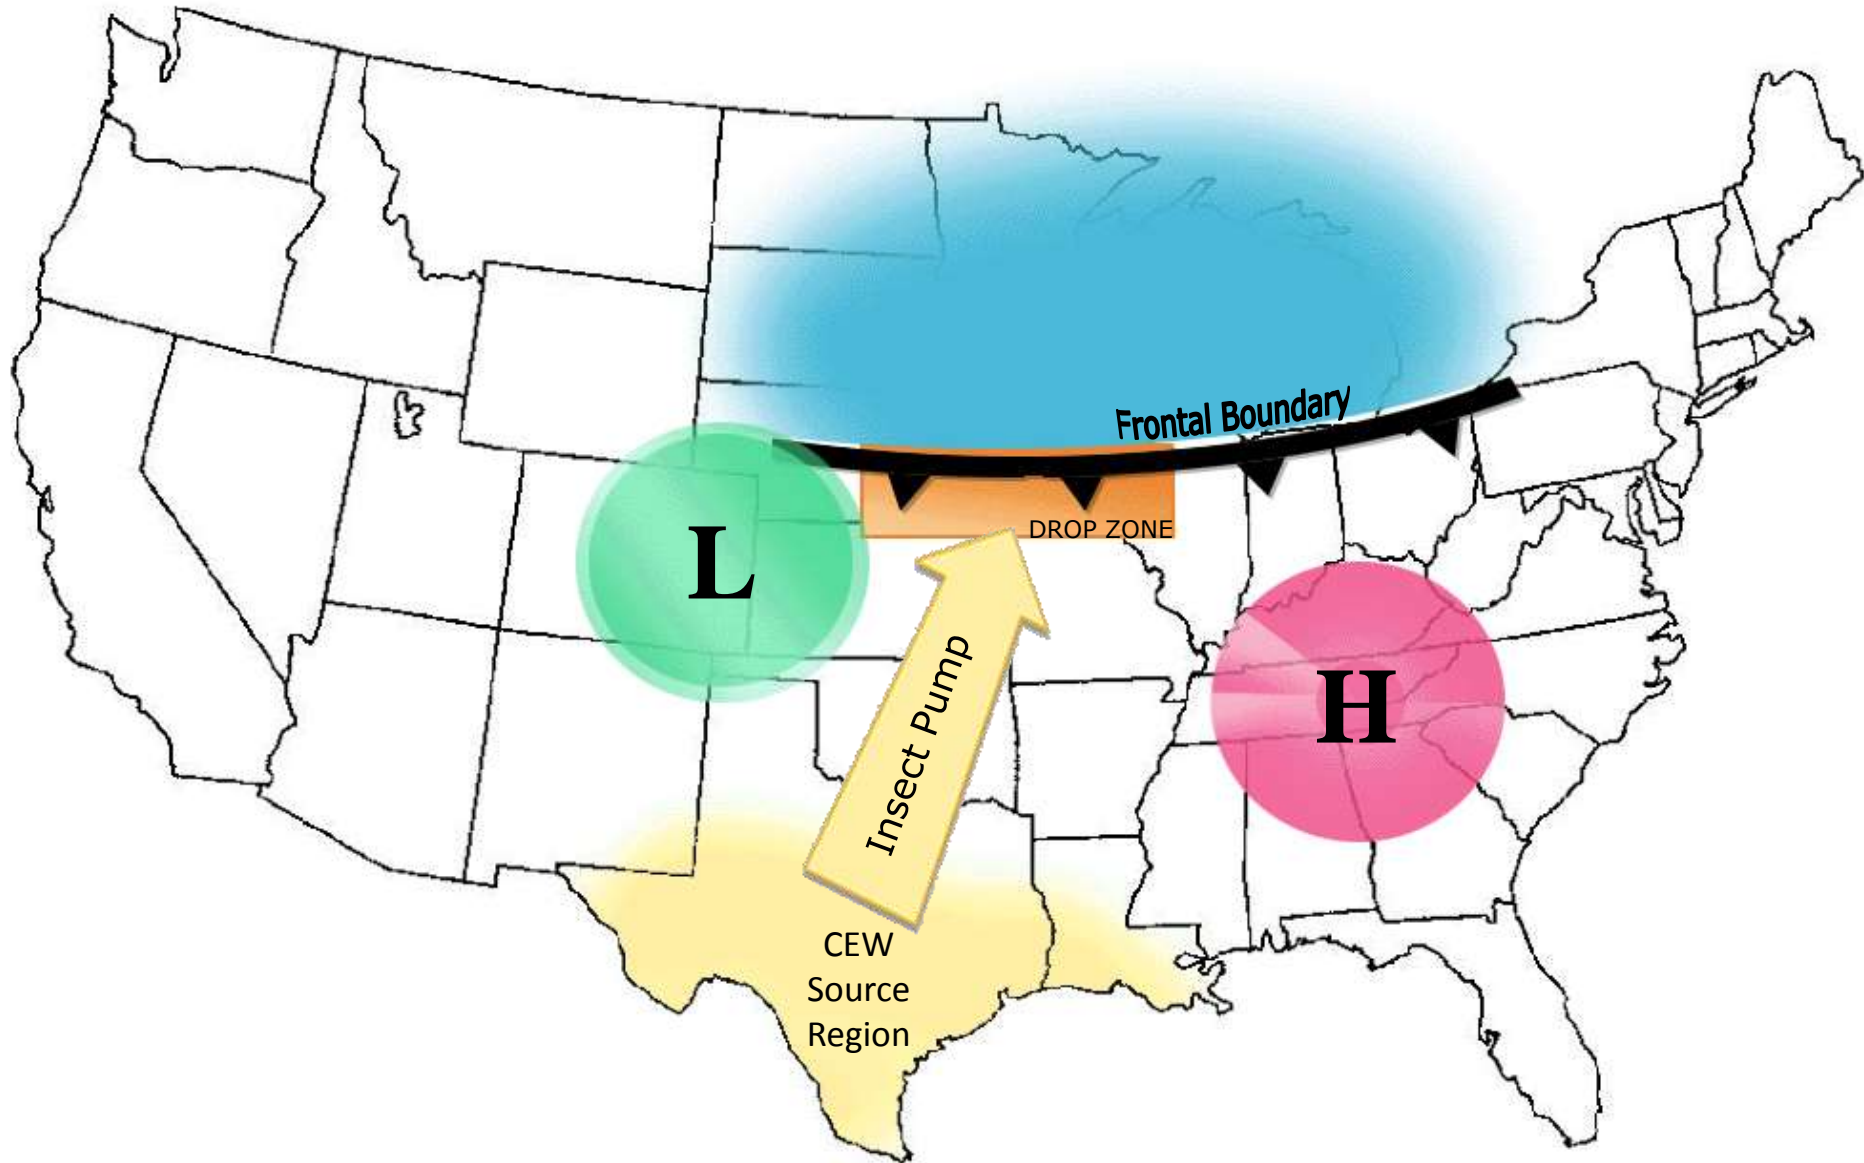 Frontal Boundary
DROP ZONE
L
H
Insect Pump
CEW
Source
Region